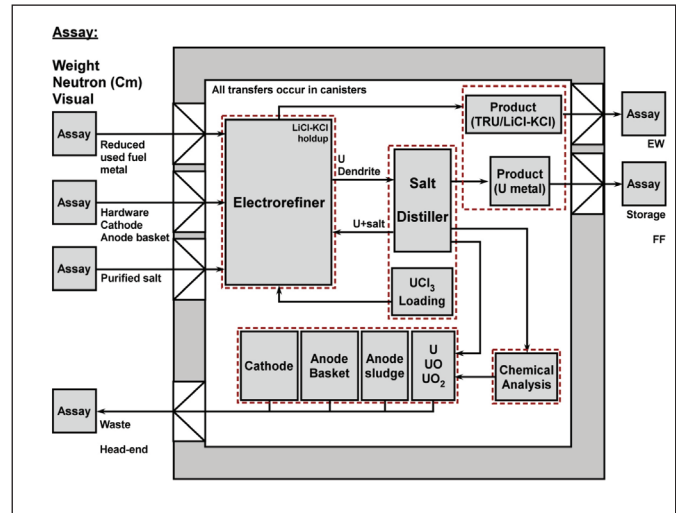 Assay:
Weight
Neutron (Cm)
Visual
All transfers occur in canisters
Assay
Reduced
used fuel
metal
LiCl-KCl
holdup
Electrorefiner
U
Dendrite
U+salt
Salt
Distiller
Product
(TRU/LiCl-KCl)
Assay
EW
Product
(U metal)
Assay
Storage
FF
Assay
Hardware
Cathode
Anode basket
Assay
Purified salt
UCl3
Loading
Cathode
Anode
Basket
Anode
sludge
U
UO
UO2
Chemical
Analysis
Assay
Waste
Head-end